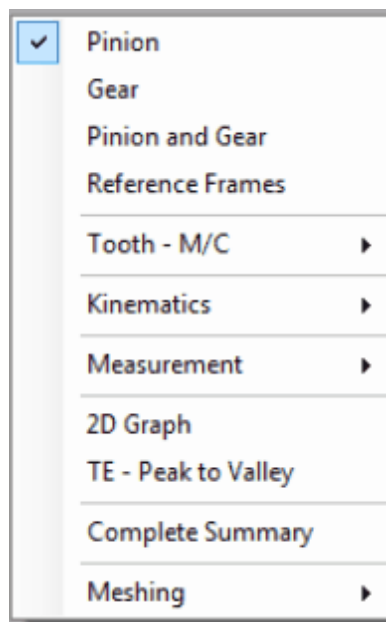 Pinion
Gear
Pinion and Gear
Reference Frames
Tooth - M/C
Kinematics
Measurement
2D Graph
TE - Peak to Valley
Complete Summary
Meshing